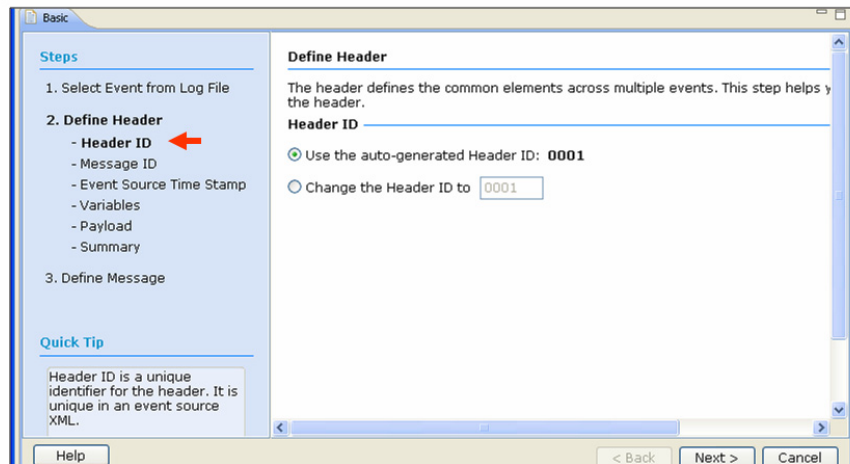 Basic
Steps
1. Select Event from Log File
2. Define Header
- Header ID
- Message ID
- Event Source Time Stamp
- Variables
- Payload
- Summary
3. Define Message
Quick Tip
Header ID is a unique
identifier for the header. It is
unique in an event source
XML.
Define Header
The header defines the common elements across multiple events. This step helps
the header.
Header ID
Use the auto-generated Header ID: 0001
Change the Header ID to 0001
Help
< Back
Next >
Cancel